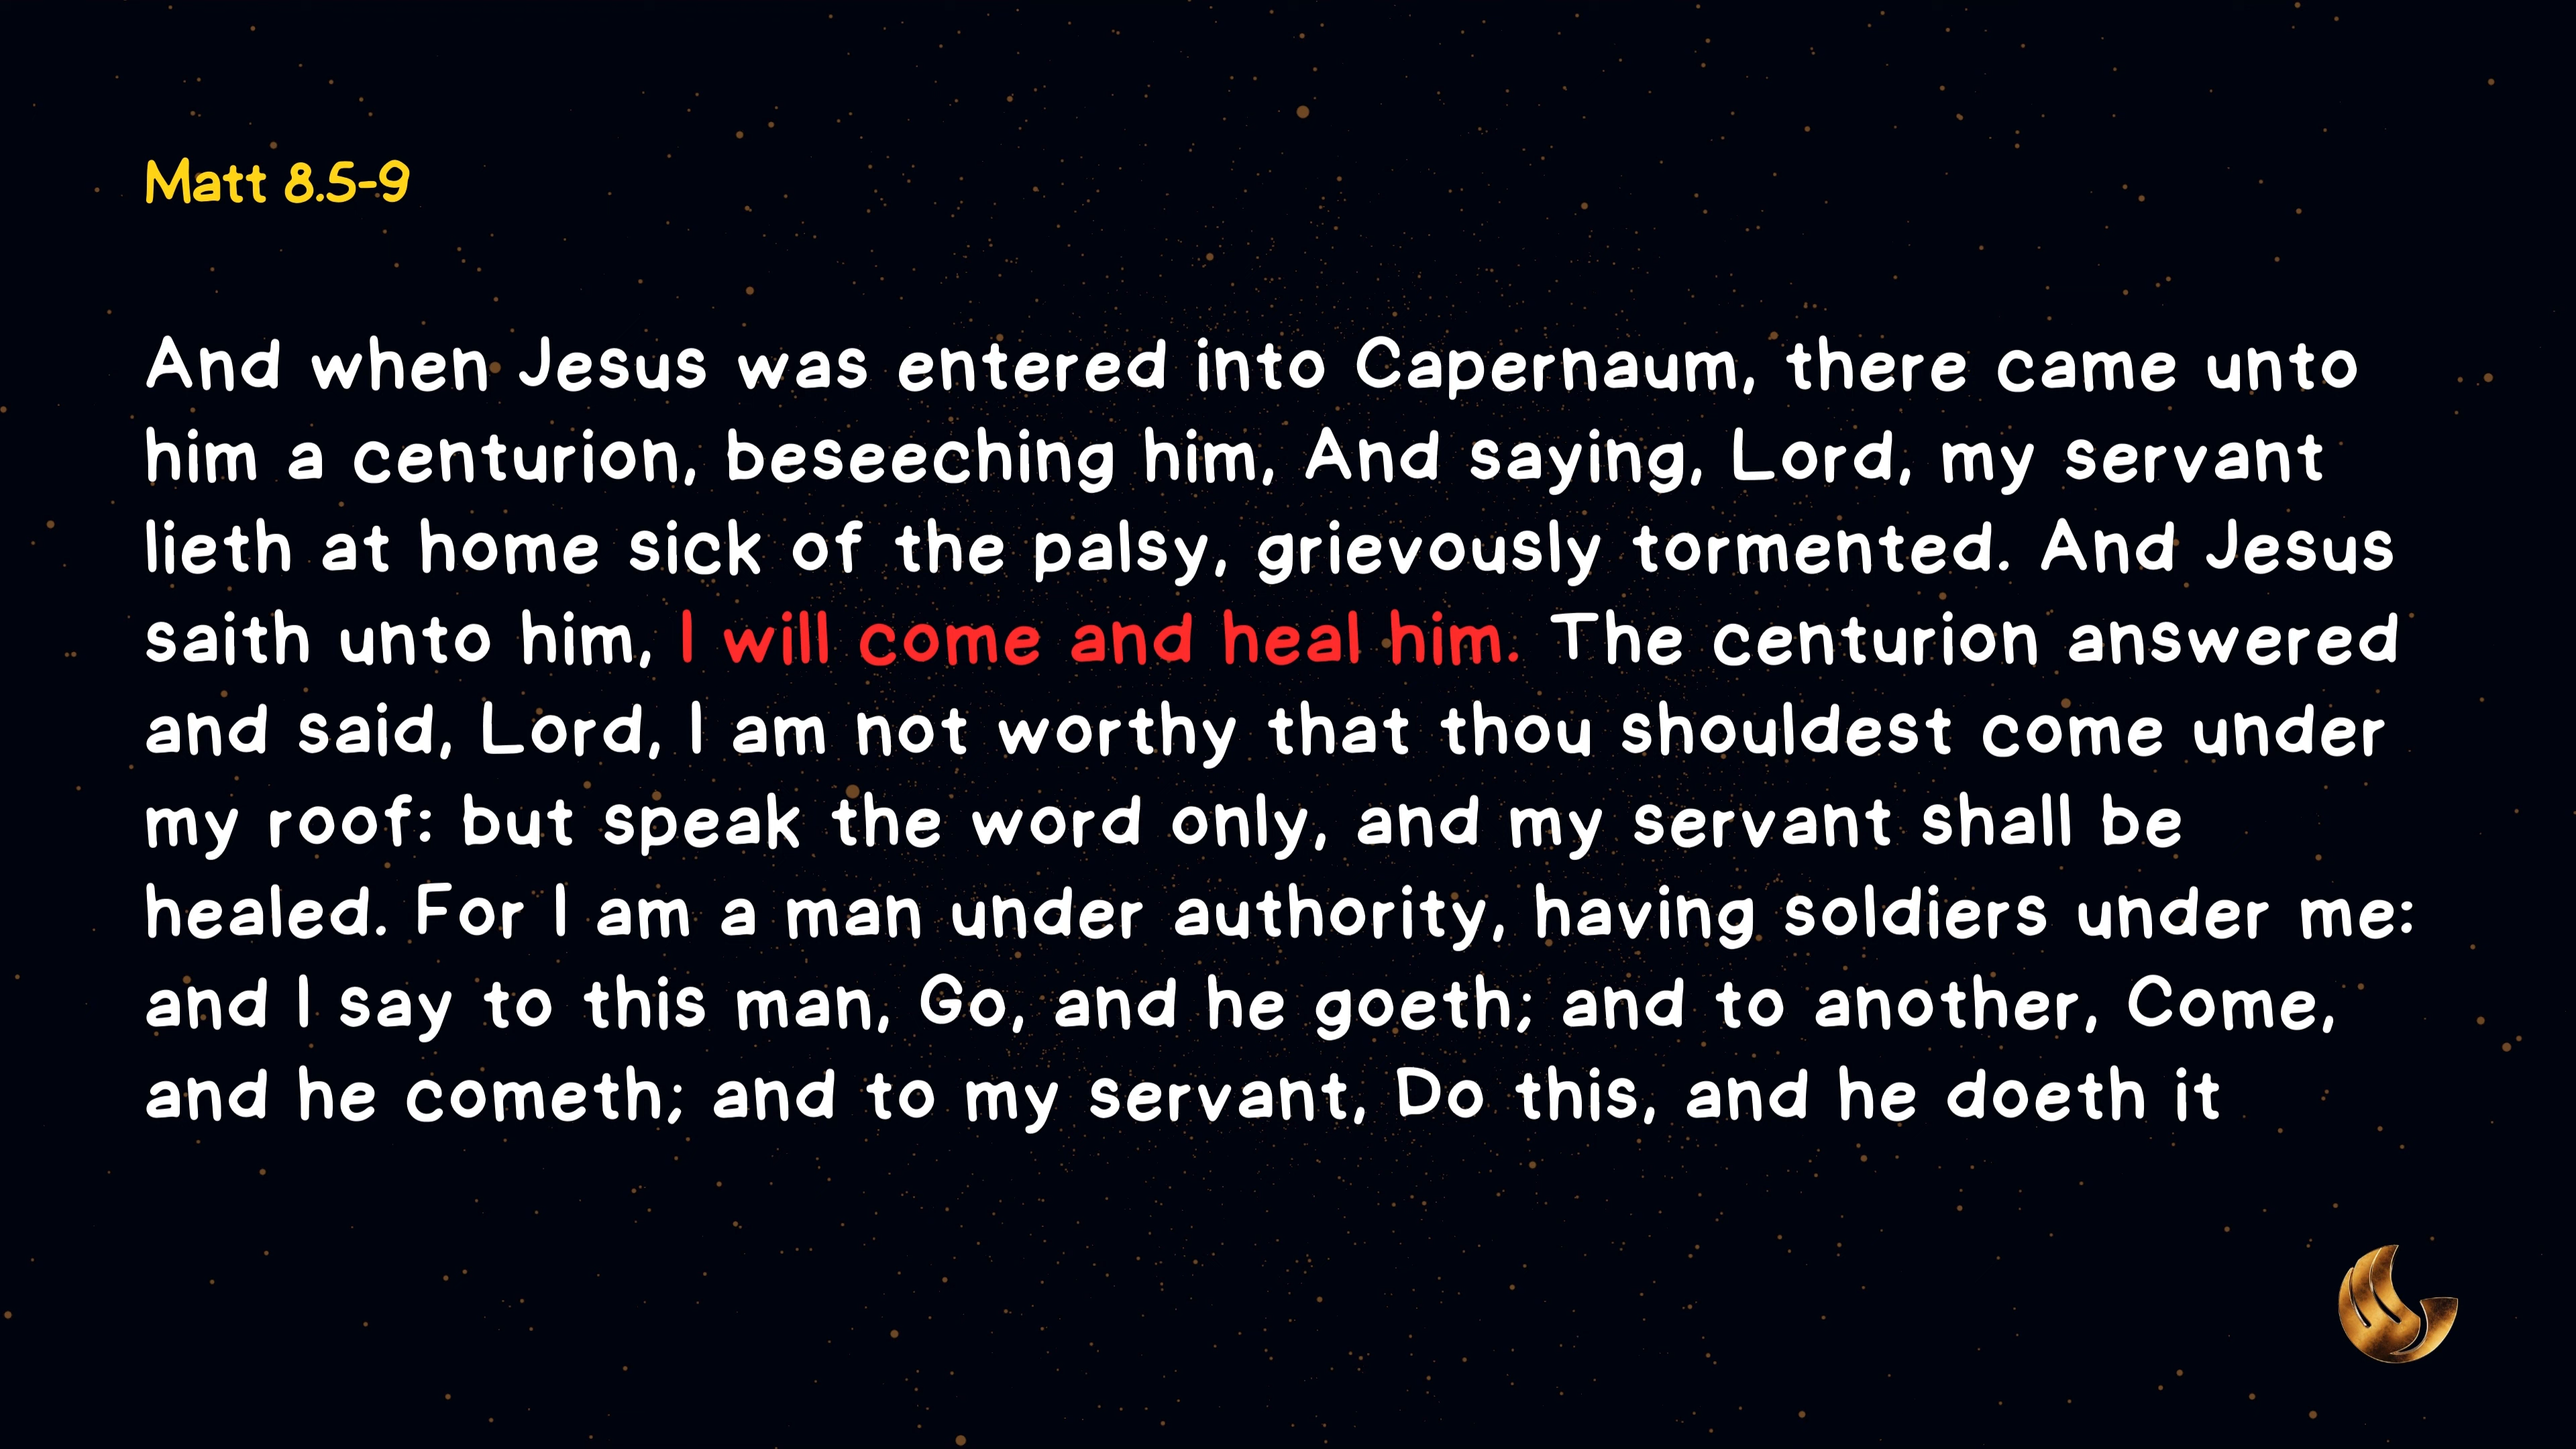 Matt 8.5-9
And when Jesus was entered into Capernaum, there came unto
him a centurion, beseeching him, And saying, Lord, my servant
lieth at home sick of the palsy, grievously tormented. And Jesus
saith unto him, I will come and heal him. The centurion answered
and said, Lord, I am not worthy that thou shouldest come under
my roof: but speak the word only, and my servant shall be
healed. For I am a man under authority, having soldiers under me:
and I say to this man, Go, and he goeth; and to another, Come,
and he cometh; and to my servant, Do this, and he doeth it